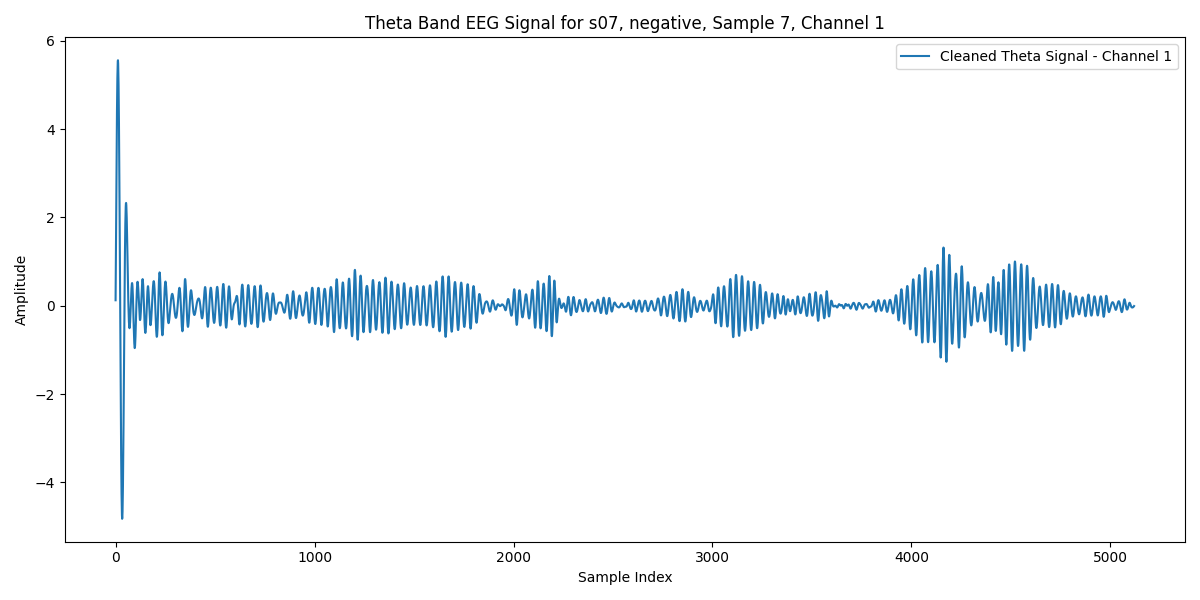 Theta Band EEG Signal for s07, negative, Sample 7, Channel 1
Cleaned Theta Signal - Channel 1
Amplitude
6
4
2
0
−2
−4
0 1000 2000 3000 4000 5000
Sample Index